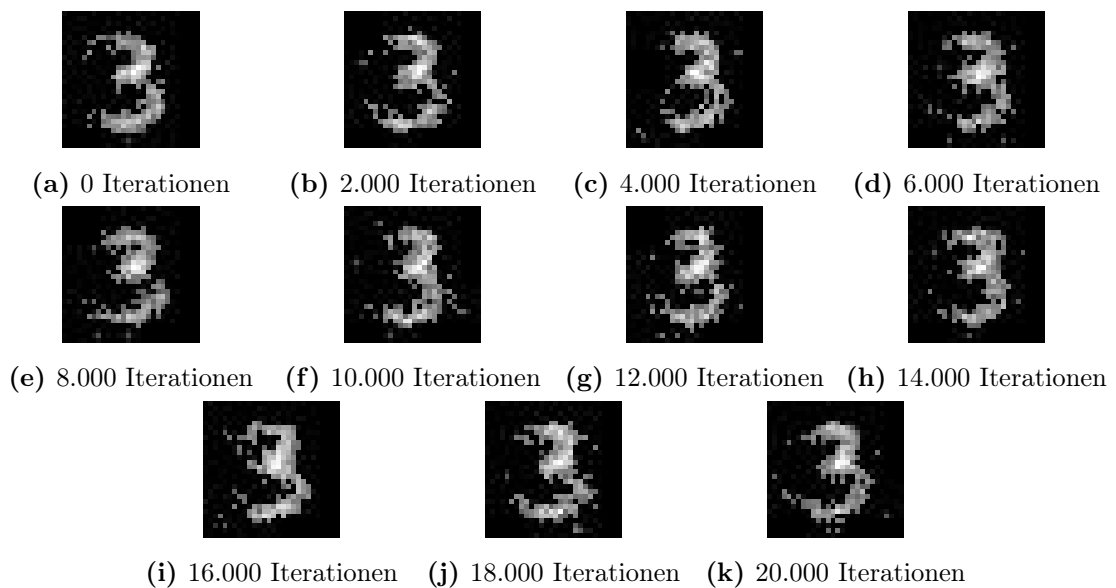 (a) 0 Iterationen (b) 2.000 Iterationen (c) 4.000 Iterationen (d) 6.000 Iterationen
(e) 8.000 Iterationen (f) 10.000 Iterationen (g) 12.000 Iterationen (h) 14.000 Iterationen
(i) 16.000 Iterationen (j) 18.000 Iterationen (k) 20.000 Iterationen